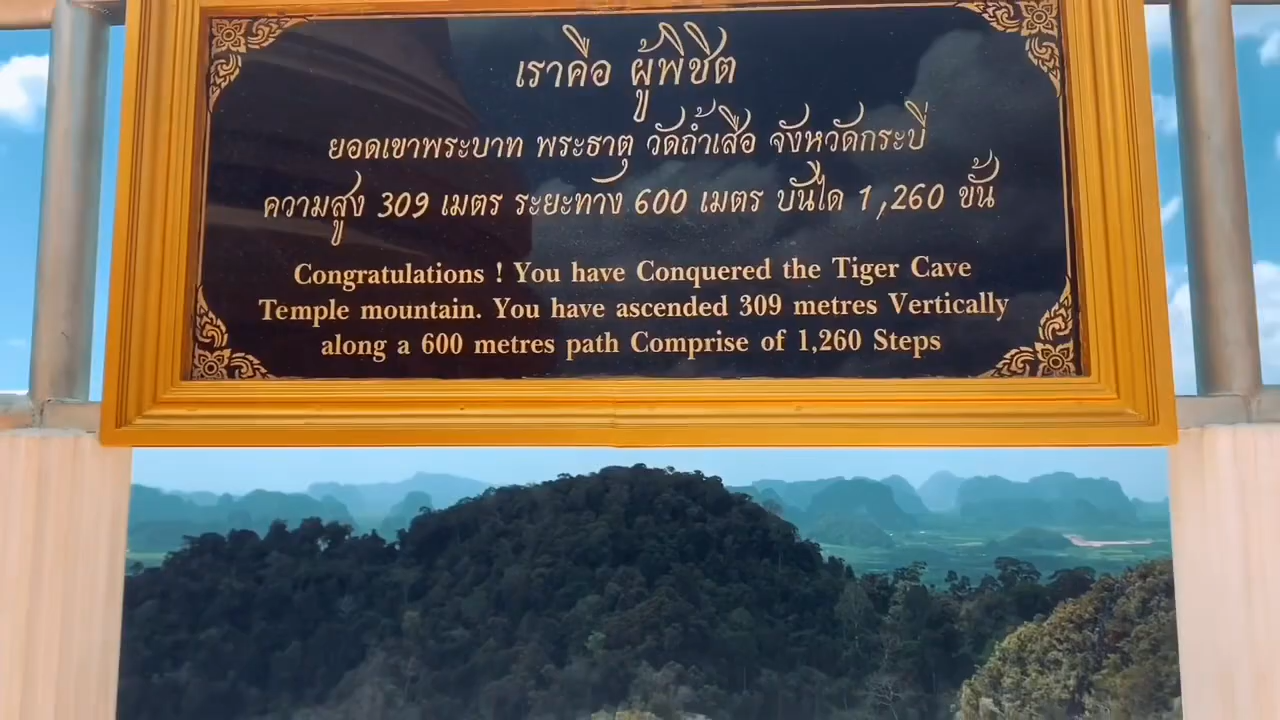 เราคือ ผู้พิชิต
ยอดเขาพระบาท พระธาตุ วัดถ้ำเสือ จังหวัดกระบี่
ความสูง 309 เมตร ระยะทาง 600 เมตร บันได 1,260 ขั้น
Congratulations ! You have Conquered the Tiger Cave
Temple mountain. You have ascended 309 metres Vertically
along a 600 metres path Comprise of 1,260 Steps